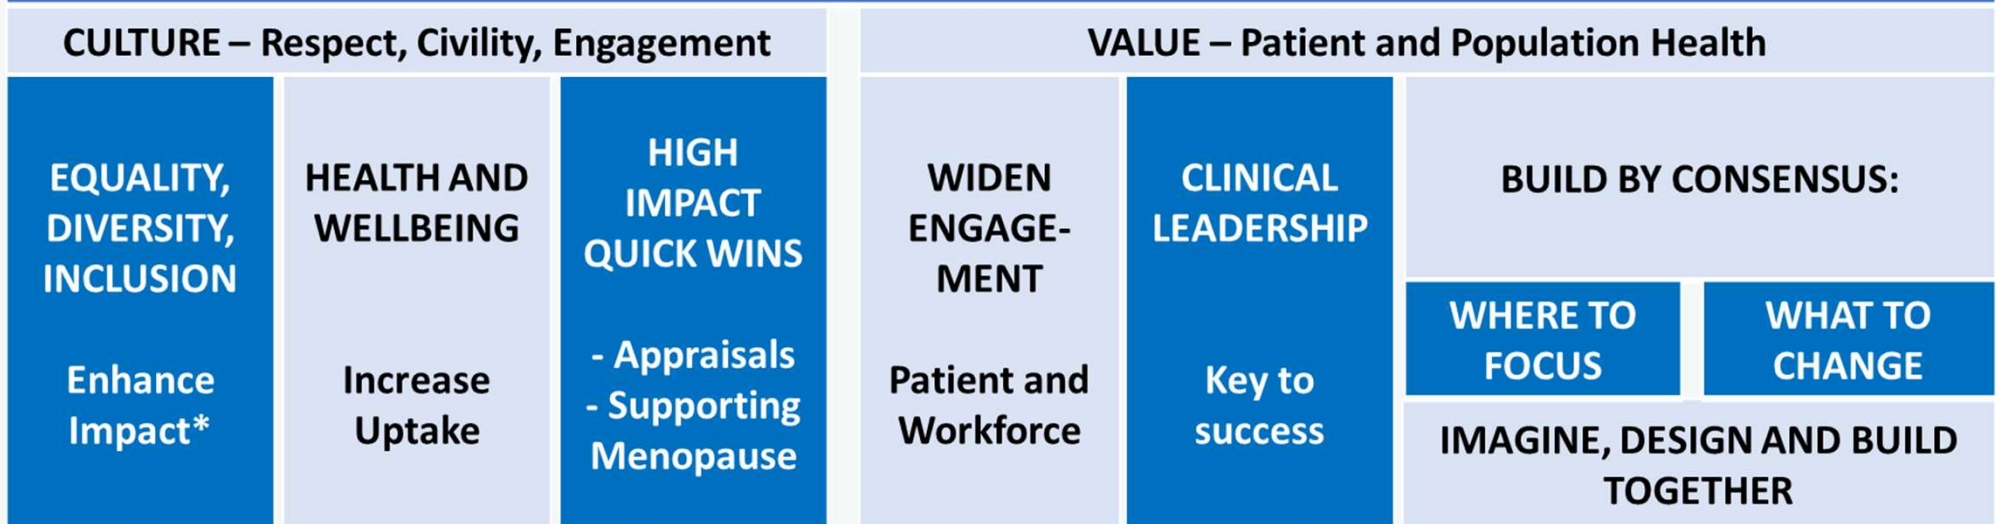 CULTURE – Respect, Civility, Engagement
VALUE – Patient and Population Health
EQUALITY,
DIVERSITY,
INCLUSION
Enhance
Impact*
HEALTH AND
WELLBEING
Increase
Uptake
HIGH
IMPACT
QUICK WINS
- Appraisals
- Supporting
Menopause
WIDEN
ENGAGE-
MENT
Patient and
Workforce
CLINICAL
LEADERSHIP
Key to
success
BUILD BY CONSENSUS:
WHERE TO
FOCUS
WHAT TO
CHANGE
IMAGINE, DESIGN AND BUILD
TOGETHER